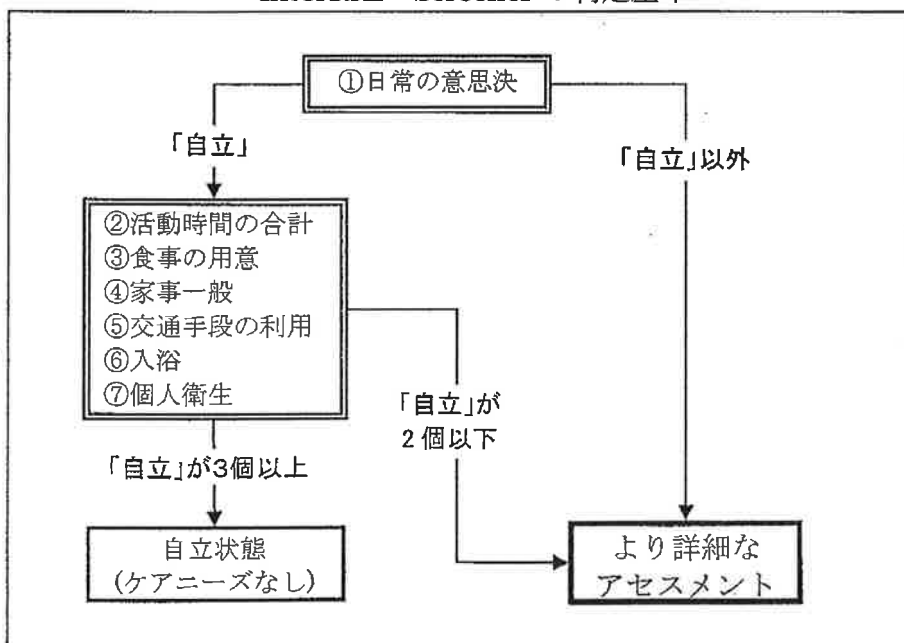 ①日常の意思決
「自立」
「自立」以外
②活動時間の合計
③食事の用意
④家事一般
⑤交通手段の利用
⑥入浴
⑦個人衛生
「自立」が
2個以下
「自立」が3個以上
自立状態
(ケアニーズなし)
より詳細な
アセスメント